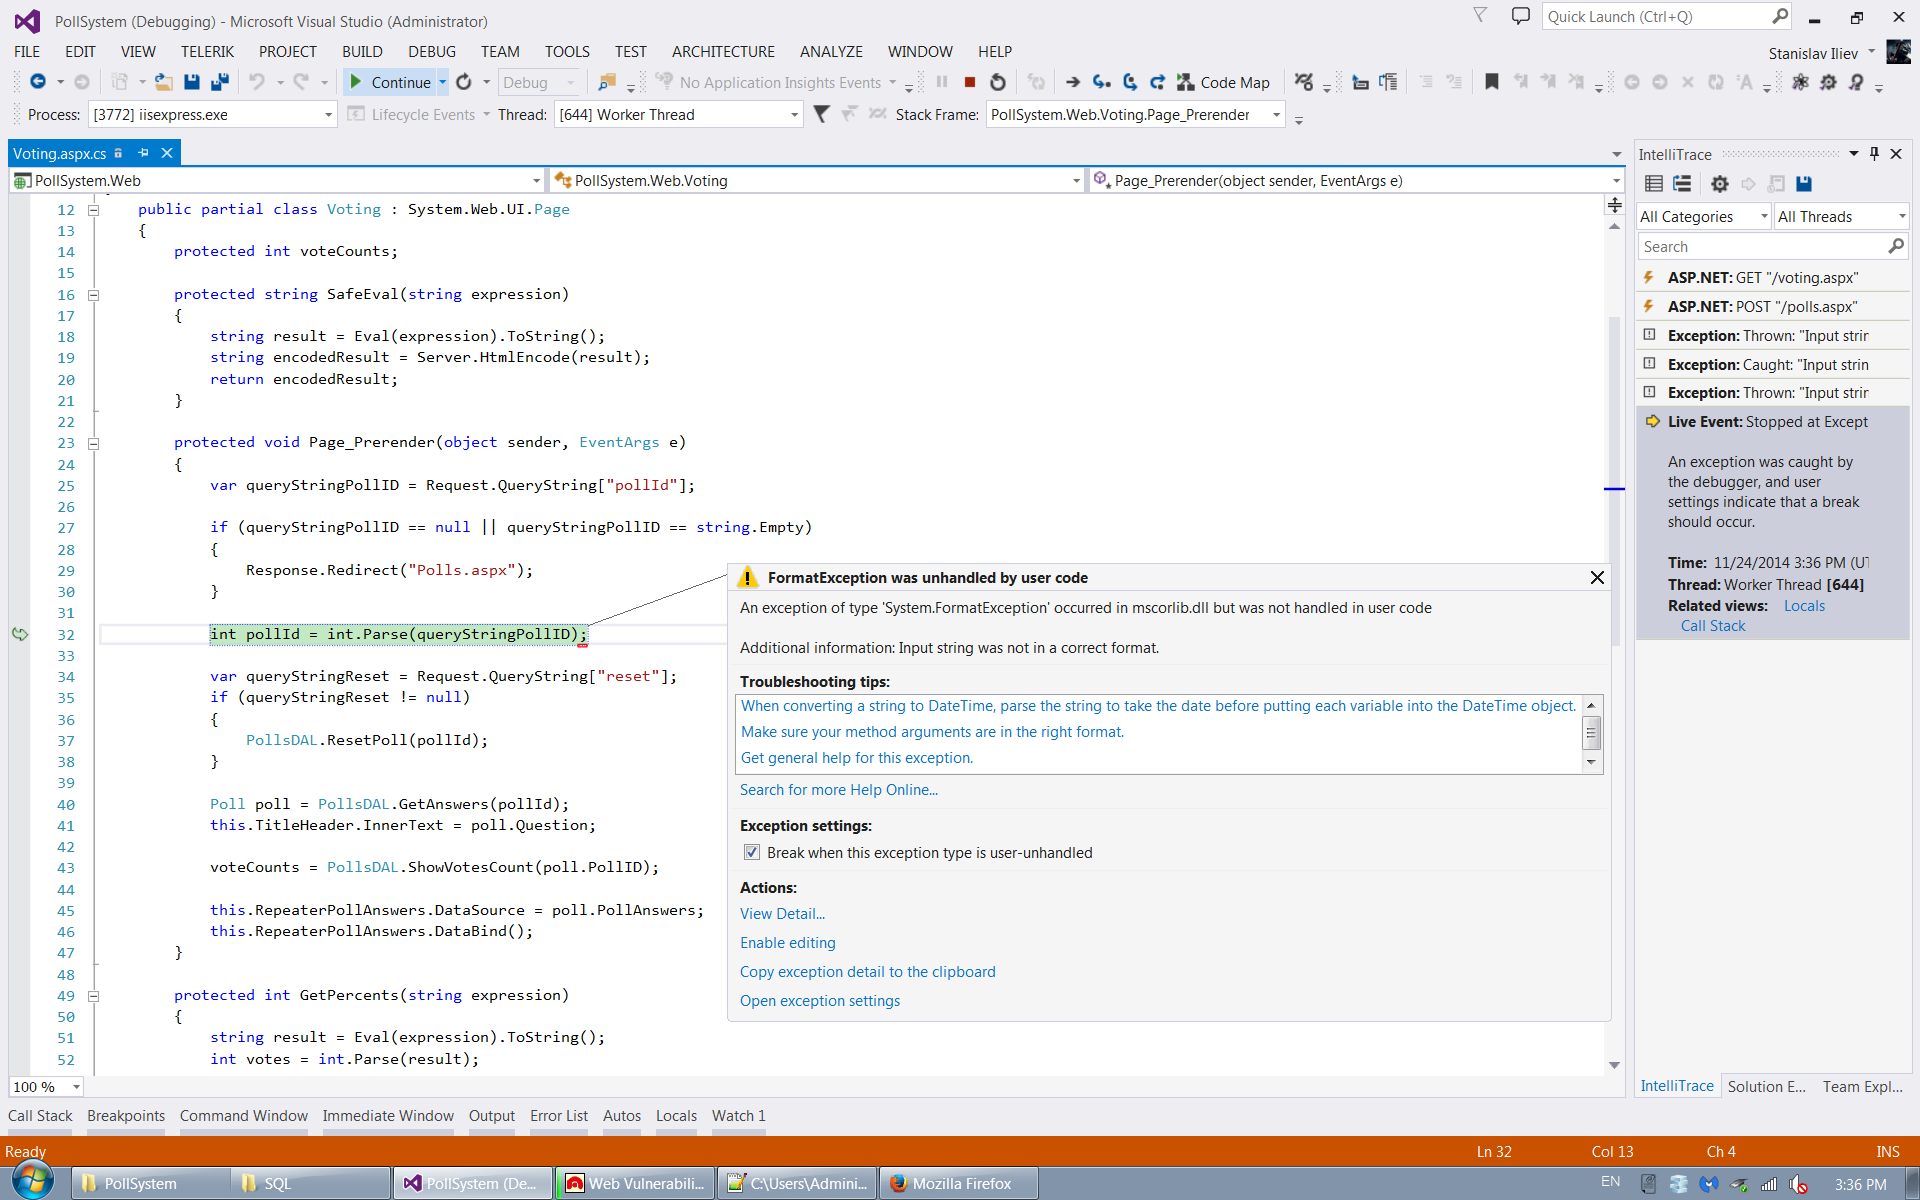 PollSystem (Debugging) - Microsoft Visual Studio (Administrator)
Quick Launch (Ctrl+Q)
FILE EDIT VIEW TELERIK PROJECT BUILD DEBUG TEAM TOOLS TEST ARCHITECTURE ANALYZE WINDOW HELP
Stanislav Iliev
Continue Debug No Application Insights Events Code Map
Process: [3772] iisexpress.exe Lifecycle Events Thread: [644] Worker Thread Stack Frame: PollSystem.Web.Voting.Page_Prerender
Voting.aspx.cs
PollSystem.Web PollSystem.Web.Voting Page_Prerender(object sender, EventArgs e)
12 public partial class Voting : System.Web.UI.Page
13 {
14 protected int voteCounts;
15
16 protected string SafeEval(string expression)
17 {
18 string result = Eval(expression).ToString();
19 string encodedResult = Server.HtmlEncode(result);
20 return encodedResult;
21 }
22
23 protected void Page_Prerender(object sender, EventArgs e)
24 {
25 var queryStringPollID = Request.QueryString["pollId"];
26
27 if (queryStringPollID == null || queryStringPollID == string.Empty)
28 {
29 Response.Redirect("Polls.aspx");
30 }
31
32 int pollId = int.Parse(queryStringPollID);
33
34 var queryStringReset = Request.QueryString["reset"];
35 if (queryStringReset != null)
36 {
37 PollsDAL.ResetPoll(pollId);
38 }
39
40 Poll poll = PollsDAL.GetAnswers(pollId);
41 this.TitleHeader.InnerText = poll.Question;
42
43 voteCounts = PollsDAL.ShowVotesCount(poll.PollID);
44
45 this.RepeaterPollAnswers.DataSource = poll.PollAnswers;
46 this.RepeaterPollAnswers.DataBind();
47 }
48
49 protected int GetPercents(string expression)
50 {
51 string result = Eval(expression).ToString();
52 int votes = int.Parse(result);
100 %
FormatException was unhandled by user code
An exception of type 'System.FormatException' occurred in mscorlib.dll but was not handled in user code
Additional information: Input string was not in a correct format.
Troubleshooting tips:
When converting a string to DateTime, parse the string to take the date before putting each variable into the DateTime object.
Make sure your method arguments are in the right format.
Get general help for this exception.
Search for more Help Online...
Exception settings:
Break when this exception type is user-unhandled
Actions:
View Detail...
Enable editing
Copy exception detail to the clipboard
Open exception settings
IntelliTrace
All Categories All Threads
Search
ASP.NET: GET "/voting.aspx"
ASP.NET: POST "/polls.aspx"
Exception: Thrown: "Input strin
Exception: Caught: "Input strin
Exception: Thrown: "Input strin
Live Event: Stopped at Except
An exception was caught by
the debugger, and user
settings indicate that a break
should occur.
Time: 11/24/2014 3:36 PM (UT
Thread: Worker Thread [644]
Related views: Locals
Call Stack
IntelliTrace Solution E... Team Expl...
Call Stack Breakpoints Command Window Immediate Window Output Error List Autos Locals Watch 1
Ready Ln 32 Col 13 Ch 4 INS
PollSystem SQL PollSystem (De... Web Vulnerabili... C:\Users\Admini... Mozilla Firefox EN 3:36 PM